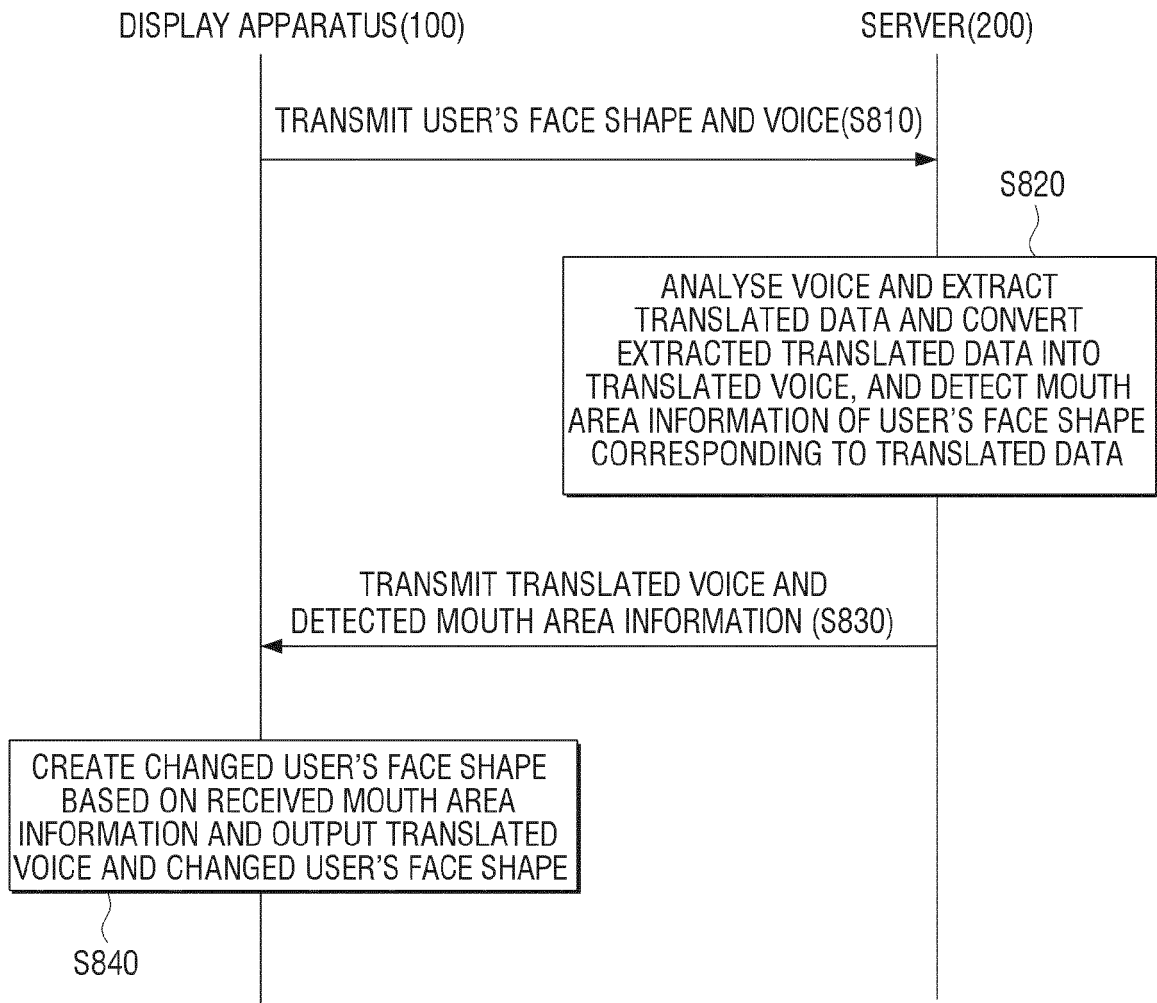 DISPLAY APPARATUS(100)
SERVER(200)
TRANSMIT USER'S FACE SHAPE AND VOICE(S810)
S820
ANALYSE VOICE AND EXTRACT
TRANSLATED DATA AND CONVERT
EXTRACTED TRANSLATED DATA INTO
TRANSLATED VOICE, AND DETECT MOUTH
AREA INFORMATION OF USER'S FACE SHAPE
CORRESPONDING TO TRANSLATED DATA
TRANSMIT TRANSLATED VOICE AND
DETECTED MOUTH AREA INFORMATION (S830)
CREATE CHANGED USER'S FACE SHAPE
BASED ON RECEIVED MOUTH AREA
INFORMATION AND OUTPUT TRANSLATED
VOICE AND CHANGED USER'S FACE SHAPE
S840